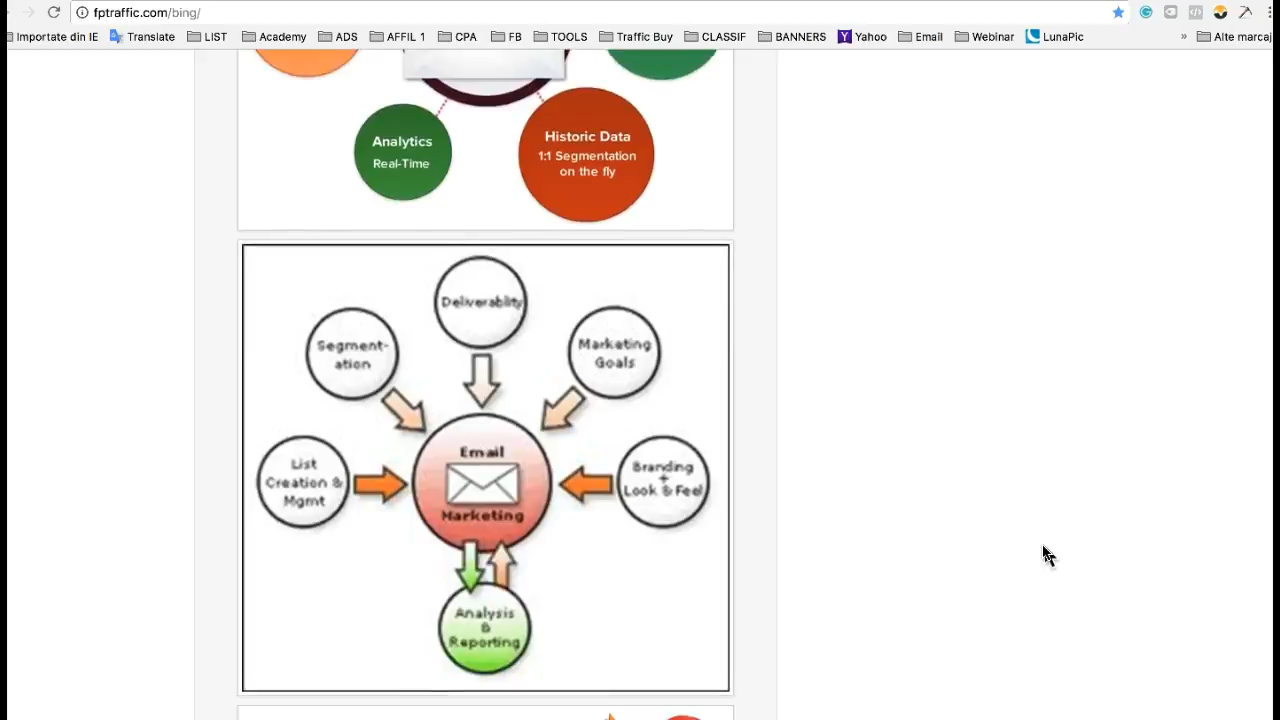 fptraffic.com/bing/
Importate din IE Translate LIST Academy ADS AFFIL 1 CPA FB TOOLS Traffic Buy CLASSIF BANNERS Yahoo Email Webinar LunaPic » Alte marcaj
Analytics
Real-Time
Historic Data
1:1 Segmentation
on the fly
Deliverablity
Segment-
ation
Marketing
Goals
List
Creation &
Mgmt
Email
Marketing
Branding
+
Look & Feel
Analysis
&
Reporting